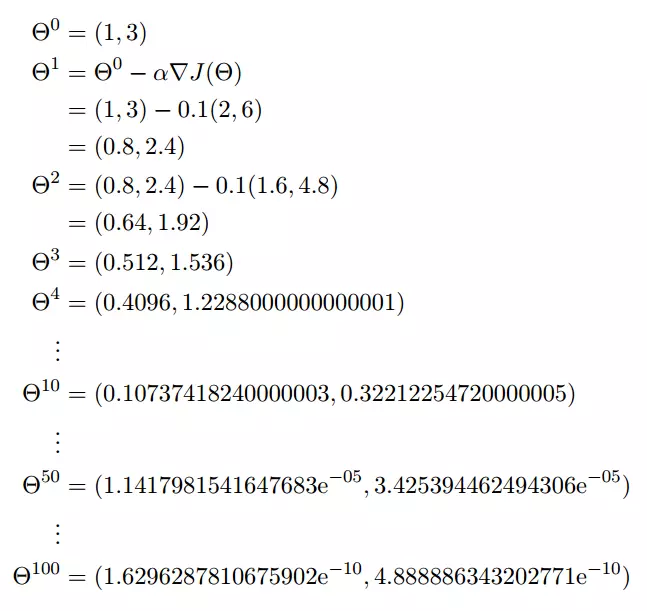 Θ⁰ = (1, 3)
Θ¹ = Θ⁰ − α∇J(Θ)
= (1, 3) − 0.1(2, 6)
= (0.8, 2.4)
Θ² = (0.8, 2.4) − 0.1(1.6, 4.8)
= (0.64, 1.92)
Θ³ = (0.512, 1.536)
Θ⁴ = (0.4096, 1.2288000000000001)
⋮
Θ¹⁰ = (0.10737418240000003, 0.32212254720000005)
⋮
Θ⁵⁰ = (1.1417981541647683e⁻⁰⁵, 3.425394462494306e⁻⁰⁵)
⋮
Θ¹⁰⁰ = (1.6296287810675902e⁻¹⁰, 4.888886343202771e⁻¹⁰)